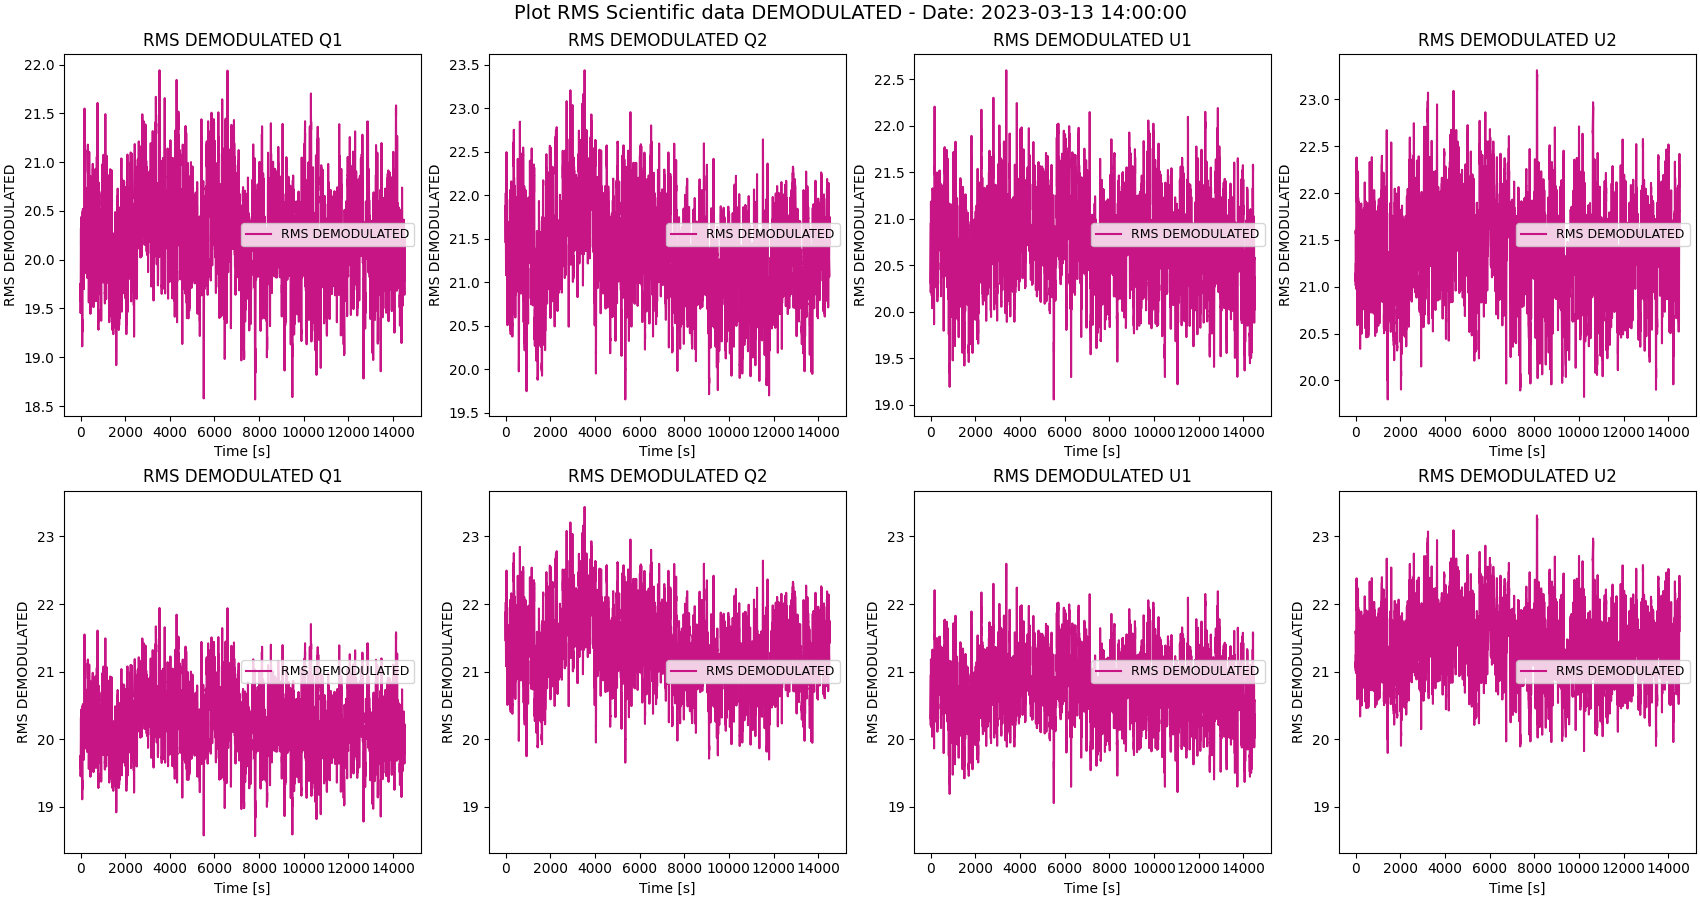 Plot RMS Scientific data DEMODULATED - Date: 2023-03-13 14:00:00
RMS DEMODULATED Q1
RMS DEMODULATED
22.0
21.5
21.0
20.5
20.0
19.5
19.0
18.5
RMS DEMODULATED
0 2000 4000 6000 8000 10000 12000 14000
Time [s]
RMS DEMODULATED Q2
RMS DEMODULATED
23.5
23.0
22.5
22.0
21.5
21.0
20.5
20.0
19.5
RMS DEMODULATED
0 2000 4000 6000 8000 10000 12000 14000
Time [s]
RMS DEMODULATED U1
RMS DEMODULATED
22.5
22.0
21.5
21.0
20.5
20.0
19.5
19.0
RMS DEMODULATED
0 2000 4000 6000 8000 10000 12000 14000
Time [s]
RMS DEMODULATED U2
RMS DEMODULATED
23.0
22.5
22.0
21.5
21.0
20.5
20.0
RMS DEMODULATED
0 2000 4000 6000 8000 10000 12000 14000
Time [s]
RMS DEMODULATED Q1
RMS DEMODULATED
23
22
21
20
19
RMS DEMODULATED
0 2000 4000 6000 8000 10000 12000 14000
Time [s]
RMS DEMODULATED Q2
RMS DEMODULATED
23
22
21
20
19
RMS DEMODULATED
0 2000 4000 6000 8000 10000 12000 14000
Time [s]
RMS DEMODULATED U1
RMS DEMODULATED
23
22
21
20
19
RMS DEMODULATED
0 2000 4000 6000 8000 10000 12000 14000
Time [s]
RMS DEMODULATED U2
RMS DEMODULATED
23
22
21
20
19
RMS DEMODULATED
0 2000 4000 6000 8000 10000 12000 14000
Time [s]